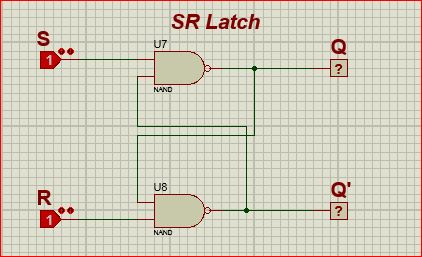 SR Latch
S
U7
Q
1
?
NAND
R
U8
Q'
1
?
NAND